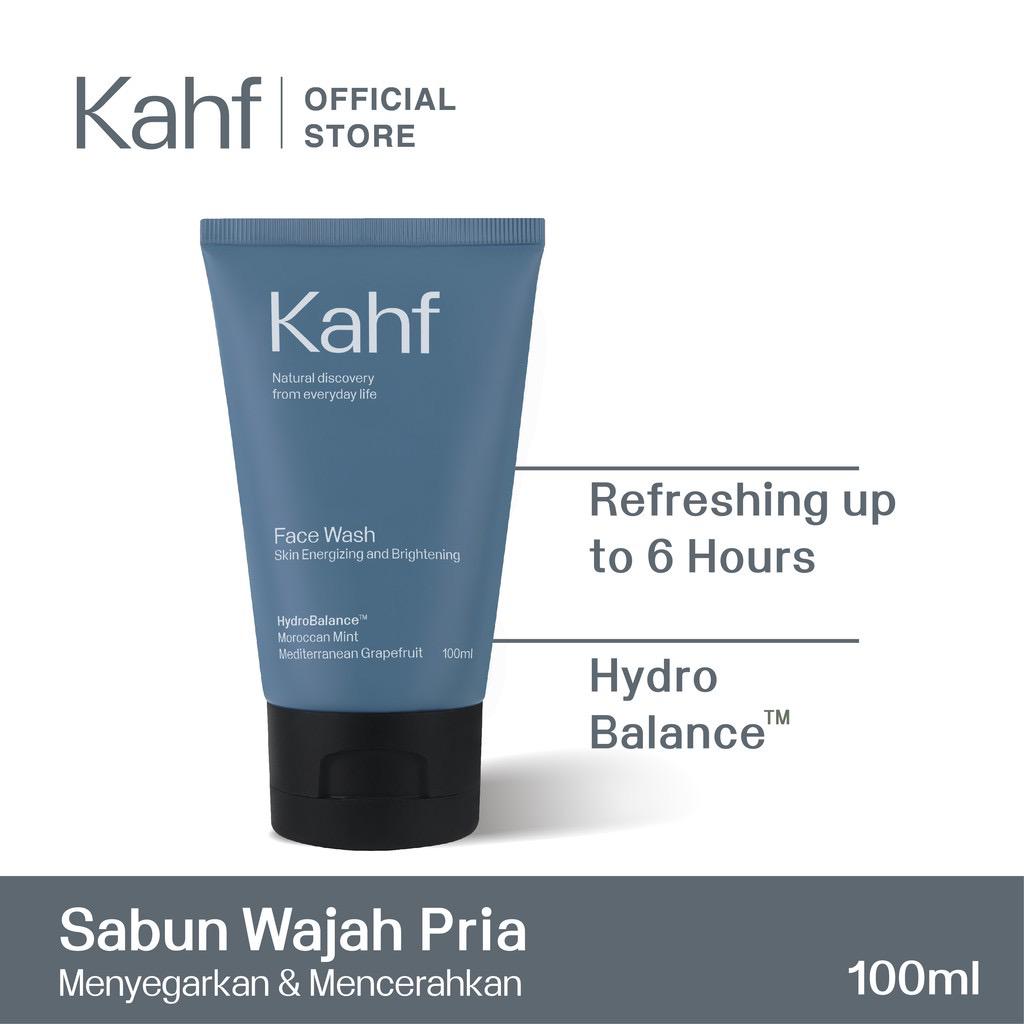 Kahf
OFFICIAL
STORE
Kahf
Natural discovery
from everyday life
Face Wash
Skin Energizing and Brightening
HydroBalance™
Moroccan Mint
Mediterranean Grapefruit 100ml
Refreshing up
to 6 Hours
Hydro
Balance™
Sabun Wajah Pria
Menyegarkan & Mencerahkan
100ml